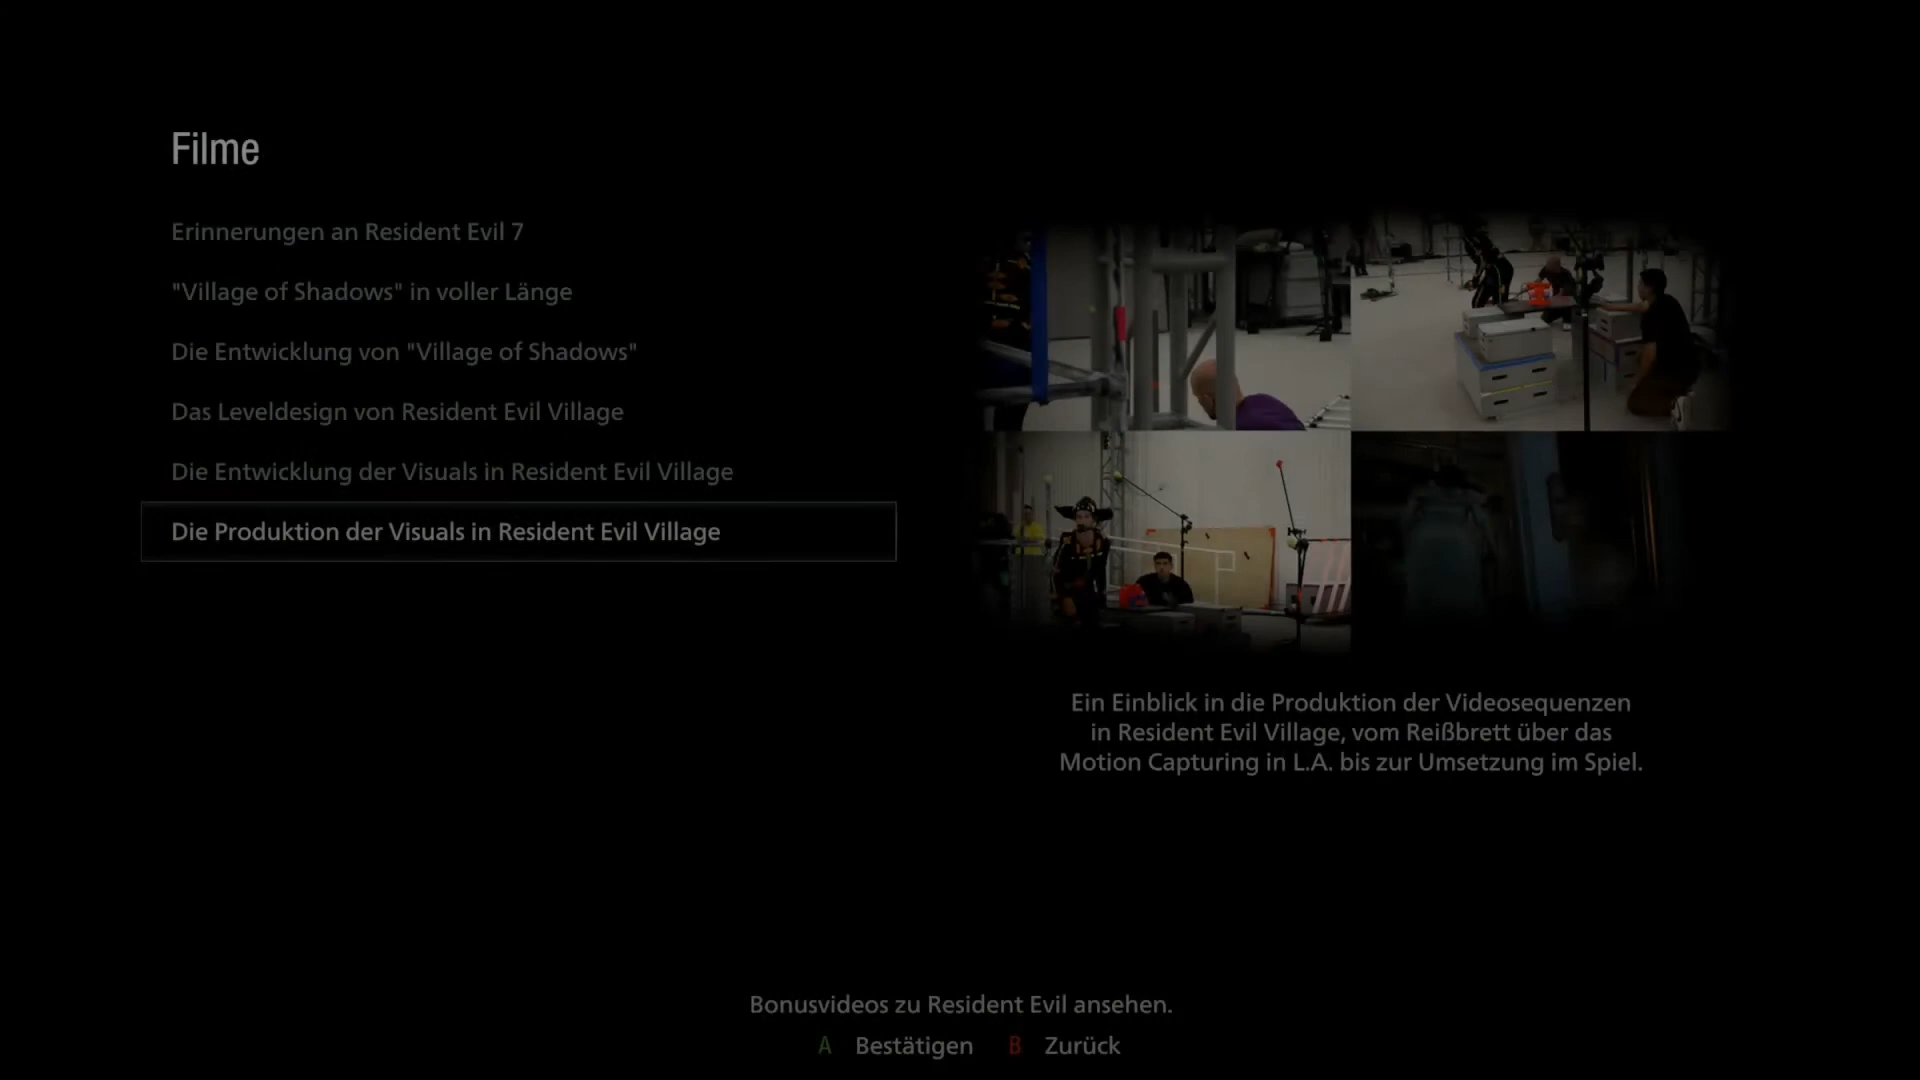 Filme
Erinnerungen an Resident Evil 7
"Village of Shadows" in voller Länge
Die Entwicklung von "Village of Shadows"
Das Leveldesign von Resident Evil Village
Die Entwicklung der Visuals in Resident Evil Village
Die Produktion der Visuals in Resident Evil Village
Ein Einblick in die Produktion der Videosequenzen
in Resident Evil Village, vom Reißbrett über das
Motion Capturing in L.A. bis zur Umsetzung im Spiel.
Bonusvideos zu Resident Evil ansehen.
A Bestätigen B Zurück